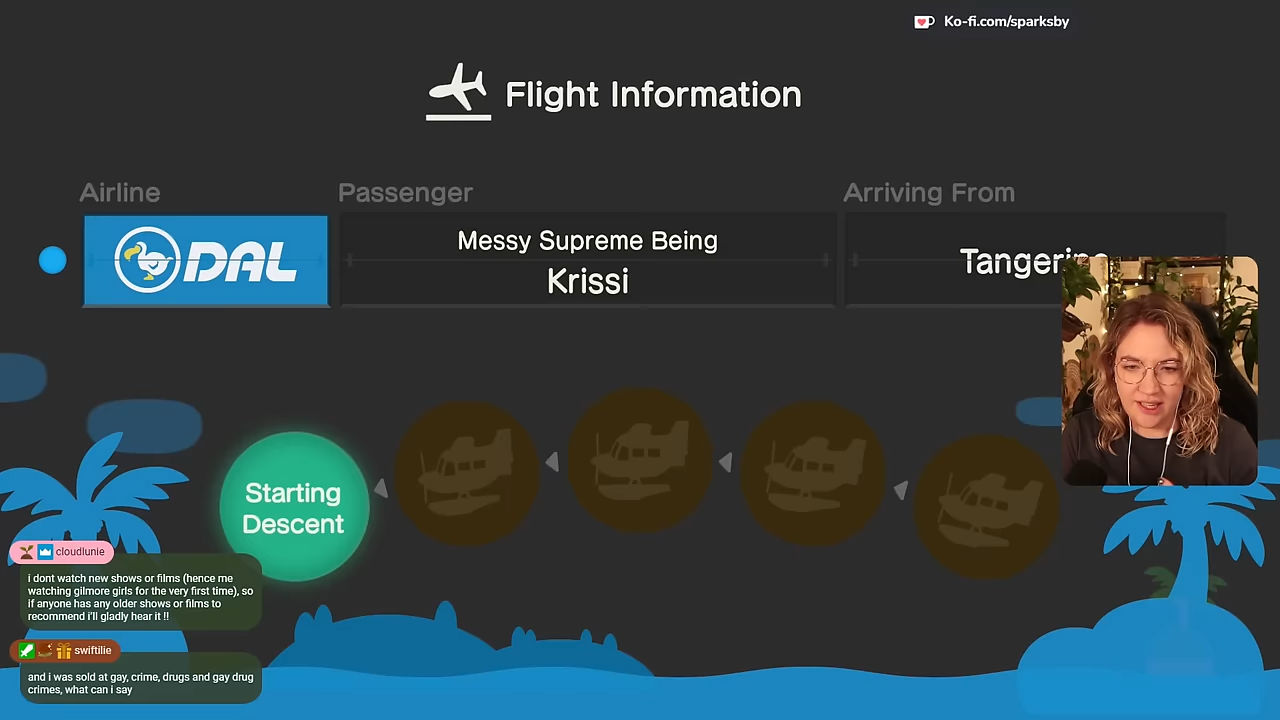 Ko-fi.com/sparksby
Flight Information
Airline
Passenger
Arriving From
DAL
Messy Supreme Being
Krissi
Starting
Descent
cloudlunie
i dont watch new shows or films (hence me
watching gilmore girls for the very first time), so
if anyone has any older shows or films to
recommend i'll gladly hear it !!
swiftilie
and i was sold at gay, crime, drugs and gay drug
crimes, what can i say